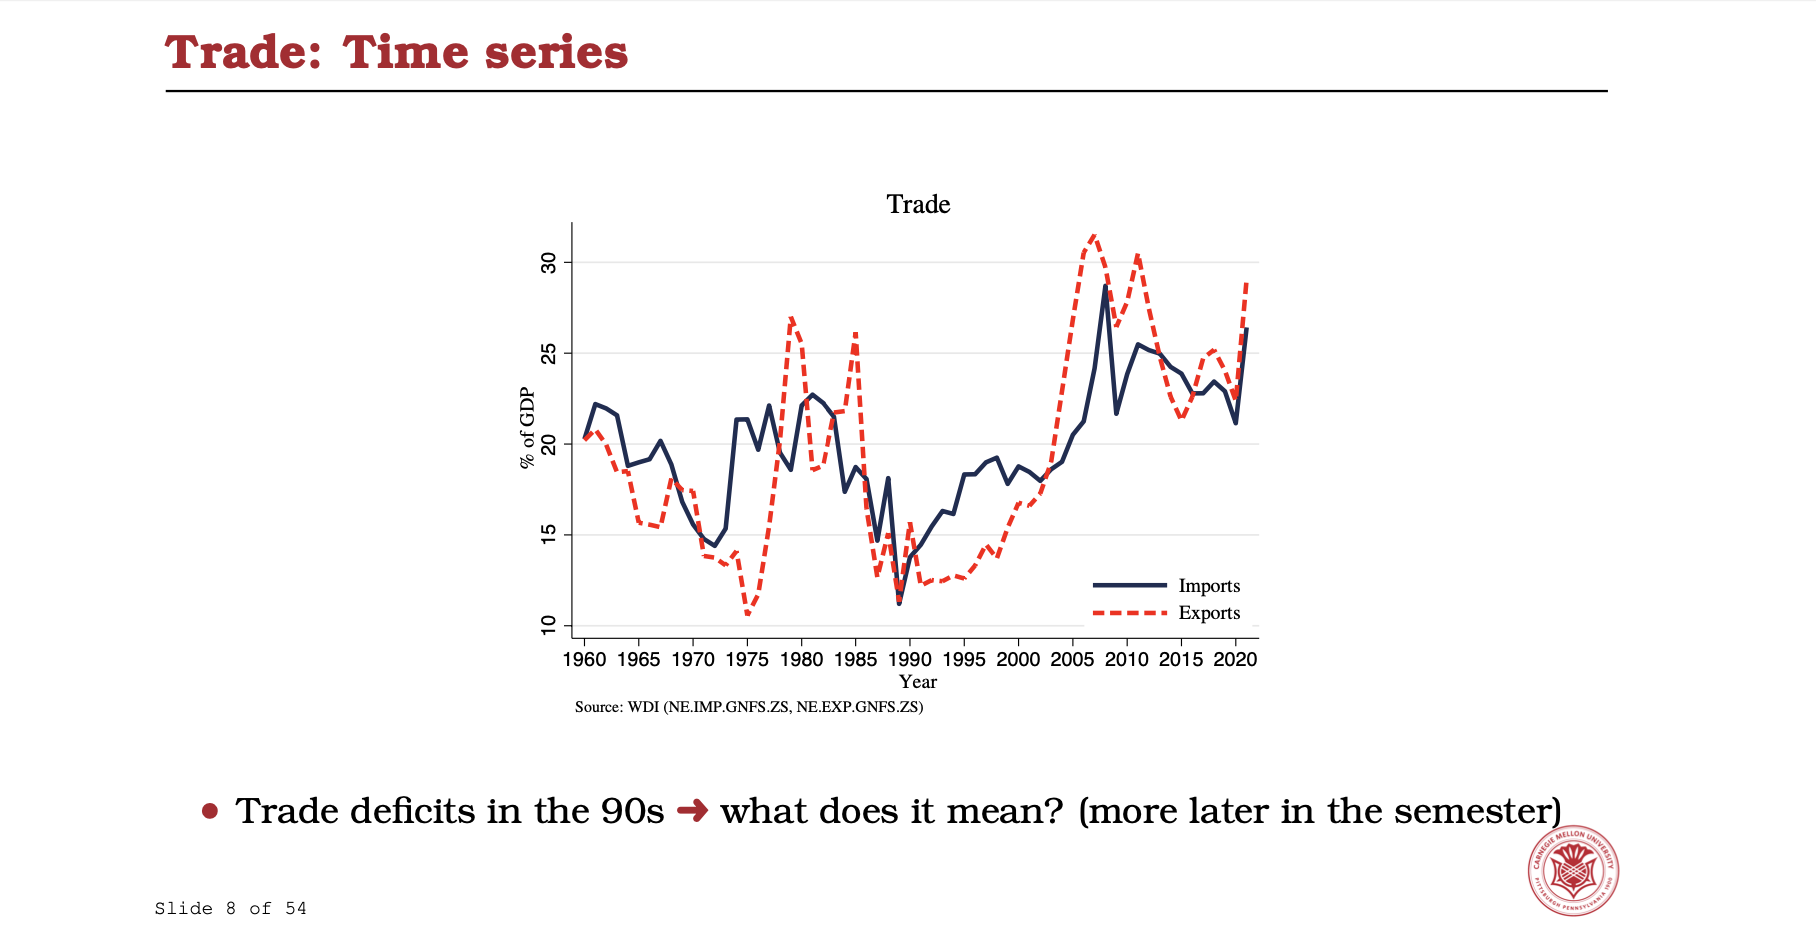 Trade: Time series
Trade
30
25
20
15
10
% of GDP
Imports
Exports
1960 1965 1970 1975 1980 1985 1990 1995 2000 2005 2010 2015 2020
Year
Source: WDI (NE.IMP.GNFS.ZS, NE.EXP.GNFS.ZS)
• Trade deficits in the 90s ➜ what does it mean? (more later in the semester)
CARNEGIE MELLON UNIVERSITY
PITTSBURGH PENNSYLVANIA 1900
Slide 8 of 54